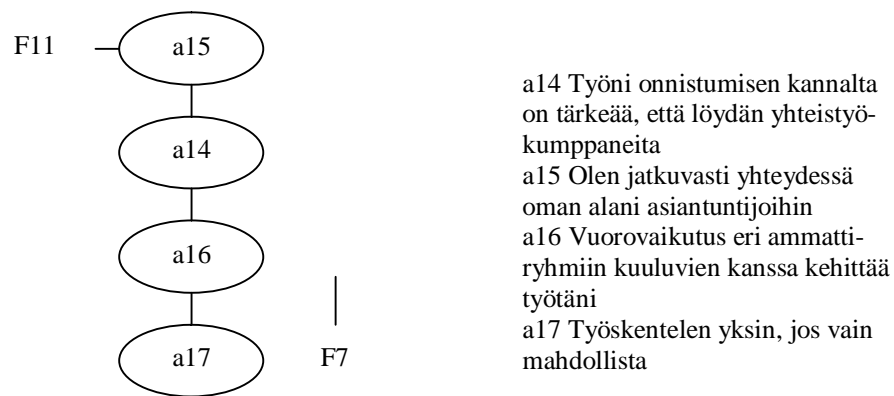 F11
a15
a14
a16
a17
F7
a14 Työni onnistumisen kannalta
on tärkeää, että löydän yhteistyö-
kumppaneita
a15 Olen jatkuvasti yhteydessä
oman alani asiantuntijoihin
a16 Vuorovaikutus eri ammatti-
ryhmiin kuuluvien kanssa kehittää
työtäni
a17 Työskentelen yksin, jos vain
mahdollista